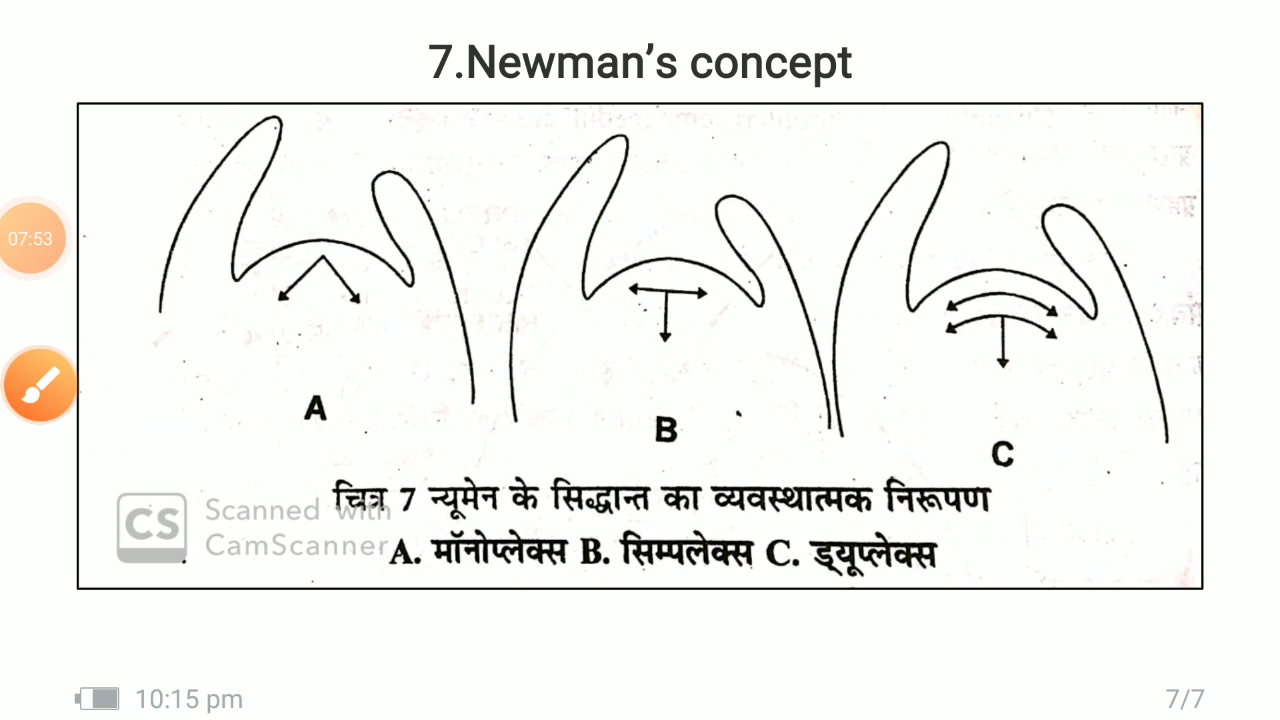 7.Newman’s concept
07:53
A
B
C
चित्र 7 न्यूमेन के सिद्धान्त का व्यवस्थात्मक निरूपण
A. मॉनोप्लेक्स B. सिम्पलेक्स C. ड्यूप्लेक्स
CS Scanned with
CamScanner
10:15 pm
7/7